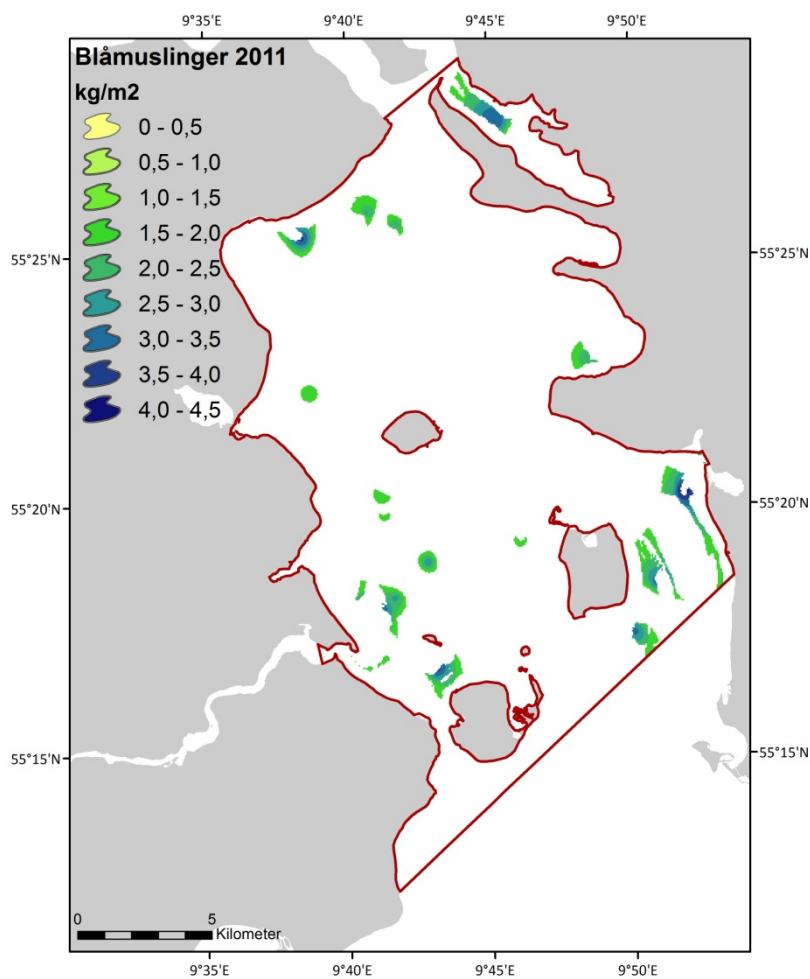 9°35'E 9°40'E 9°45'E 9°50'E
Blåmuslinger 2011
kg/m2
0 - 0,5
0,5 - 1,0
1,0 - 1,5
1,5 - 2,0
2,0 - 2,5
2,5 - 3,0
3,0 - 3,5
3,5 - 4,0
4,0 - 4,5
55°25'N 55°25'N
55°20'N 55°20'N
55°15'N 55°15'N
0 5
Kilometer
9°35'E 9°40'E 9°45'E 9°50'E